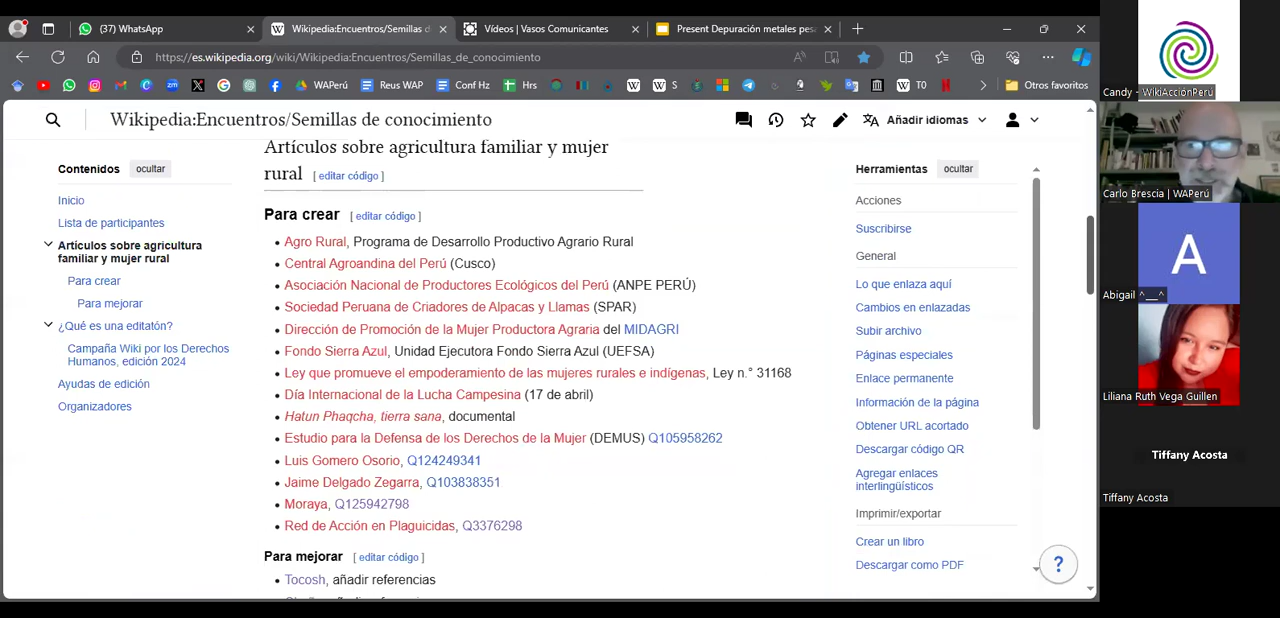 (37) WhatsApp
Wikipedia:Encuentros/Semillas d
Vídeos | Vasos Comunicantes
Present Depuración metales pes
https://es.wikipedia.org/wiki/Wikipedia:Encuentros/Semillas_de_conocimiento
WAPerú
Reus WAP
Conf Hz
Hrs
W S
T0
Otros favoritos
Wikipedia:Encuentros/Semillas de conocimiento
Añadir idiomas
Contenidos
ocultar
Inicio
Lista de participantes
Artículos sobre agricultura
familiar y mujer rural
Para crear
Para mejorar
¿Qué es una editatón?
Campaña Wiki por los Derechos
Humanos, edición 2024
Ayudas de edición
Organizadores
Artículos sobre agricultura familiar y mujer
rural [ editar código ]
Para crear [ editar código ]
• Agro Rural, Programa de Desarrollo Productivo Agrario Rural
• Central Agroandina del Perú (Cusco)
• Asociación Nacional de Productores Ecológicos del Perú (ANPE PERÚ)
• Sociedad Peruana de Criadores de Alpacas y Llamas (SPAR)
• Dirección de Promoción de la Mujer Productora Agraria del MIDAGRI
• Fondo Sierra Azul, Unidad Ejecutora Fondo Sierra Azul (UEFSA)
• Ley que promueve el empoderamiento de las mujeres rurales e indígenas, Ley n.° 31168
• Día Internacional de la Lucha Campesina (17 de abril)
• Hatun Phaqcha, tierra sana, documental
• Estudio para la Defensa de los Derechos de la Mujer (DEMUS) Q105958262
• Luis Gomero Osorio, Q124249341
• Jaime Delgado Zegarra, Q103838351
• Moraya, Q125942798
• Red de Acción en Plaguicidas, Q3376298
Para mejorar [ editar código ]
• Tocosh, añadir referencias
Herramientas
ocultar
Acciones
Suscribirse
General
Lo que enlaza aquí
Cambios en enlazadas
Subir archivo
Páginas especiales
Enlace permanente
Información de la página
Obtener URL acortado
Descargar código QR
Agregar enlaces
interlingüísticos
Imprimir/exportar
Crear un libro
Descargar como PDF
?
Candy - WikiAcciónPerú
Carlo Brescia | WAPerú
A
Abigail ^__^
Liliana Ruth Vega Guillen
Tiffany Acosta
Tiffany Acosta